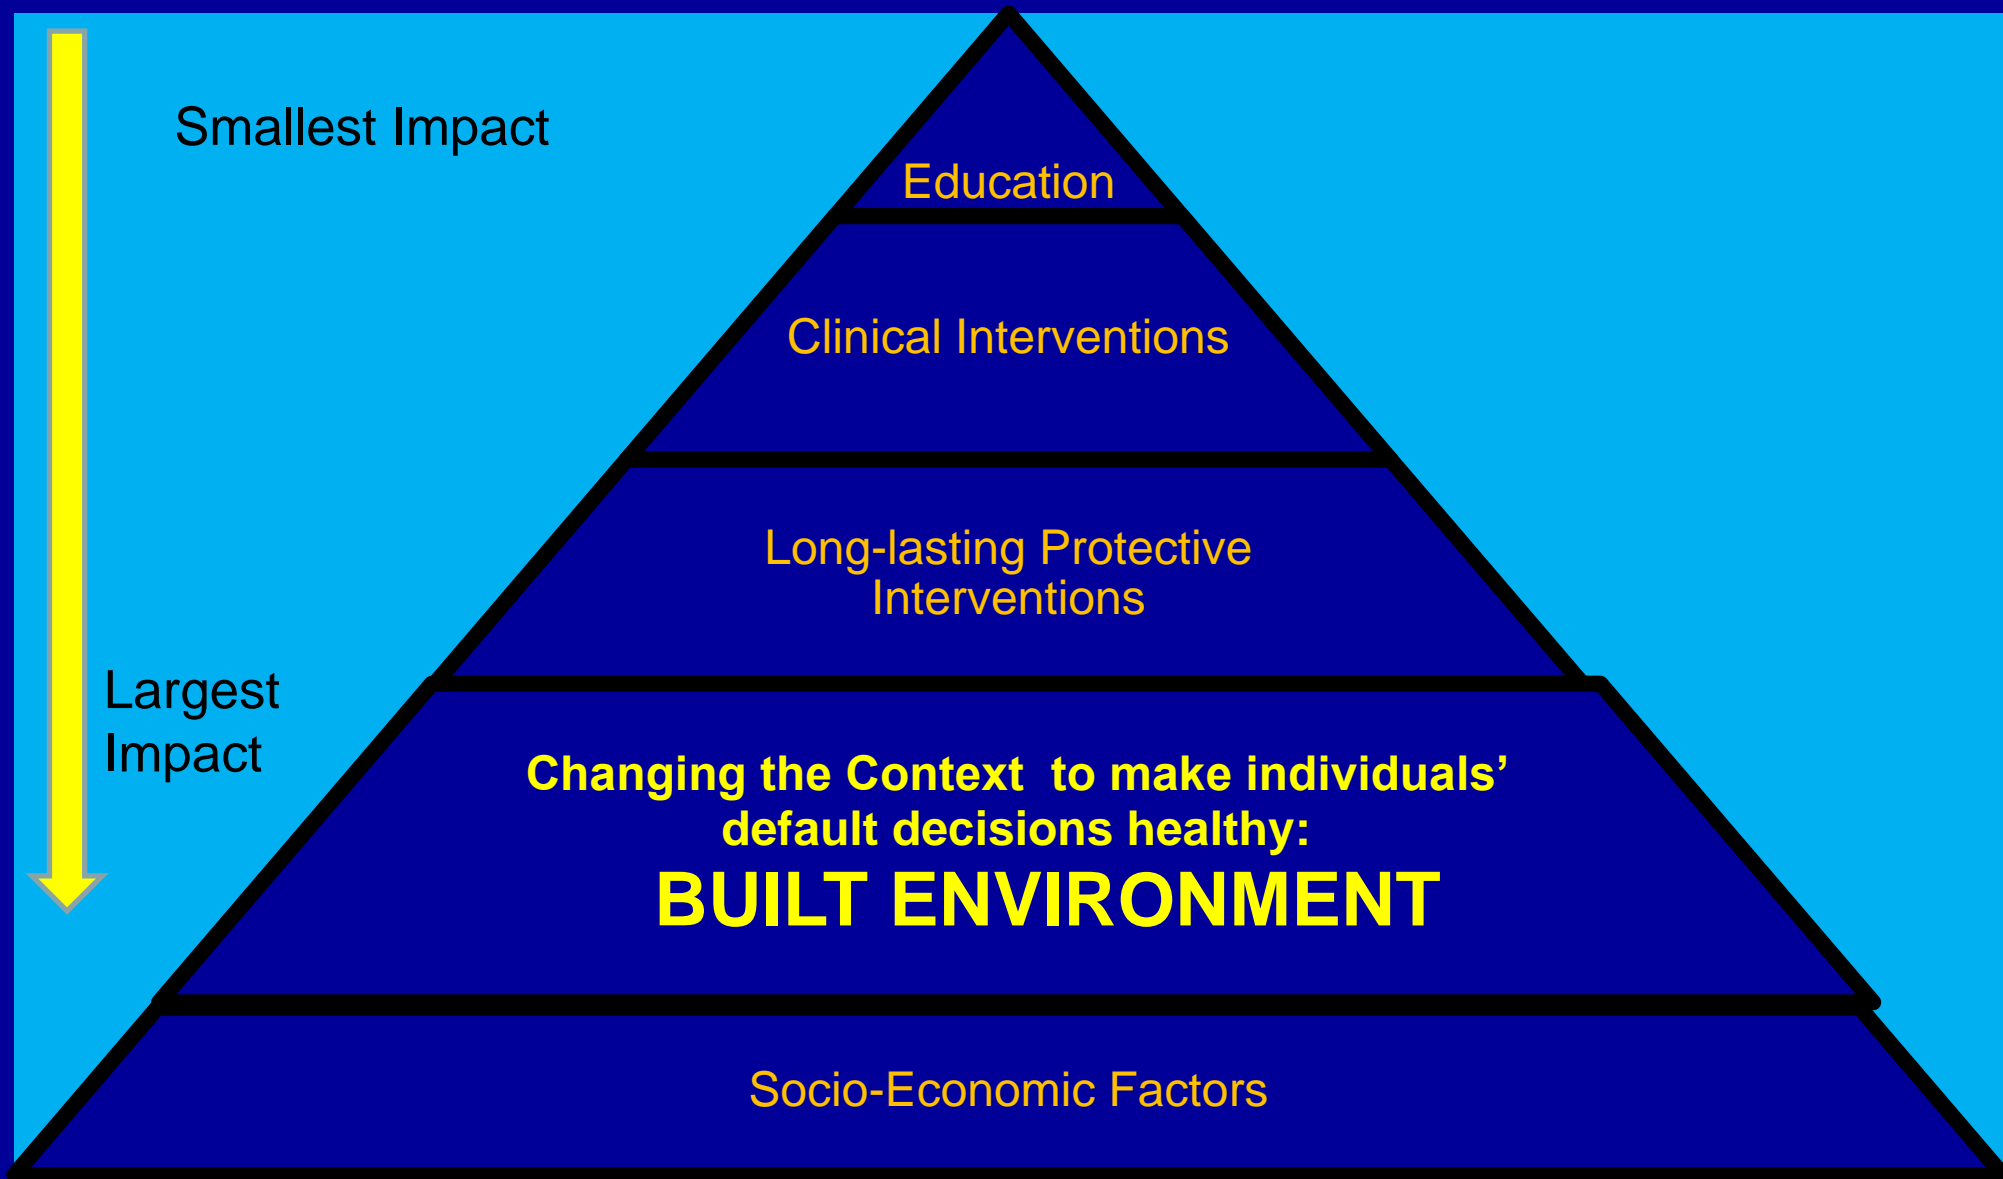 Smallest Impact
Education
Clinical Interventions
Long-lasting Protective
Interventions
Largest
Impact
Changing the Context  to make individuals’
default decisions healthy:
BUILT ENVIRONMENT
Socio-Economic Factors